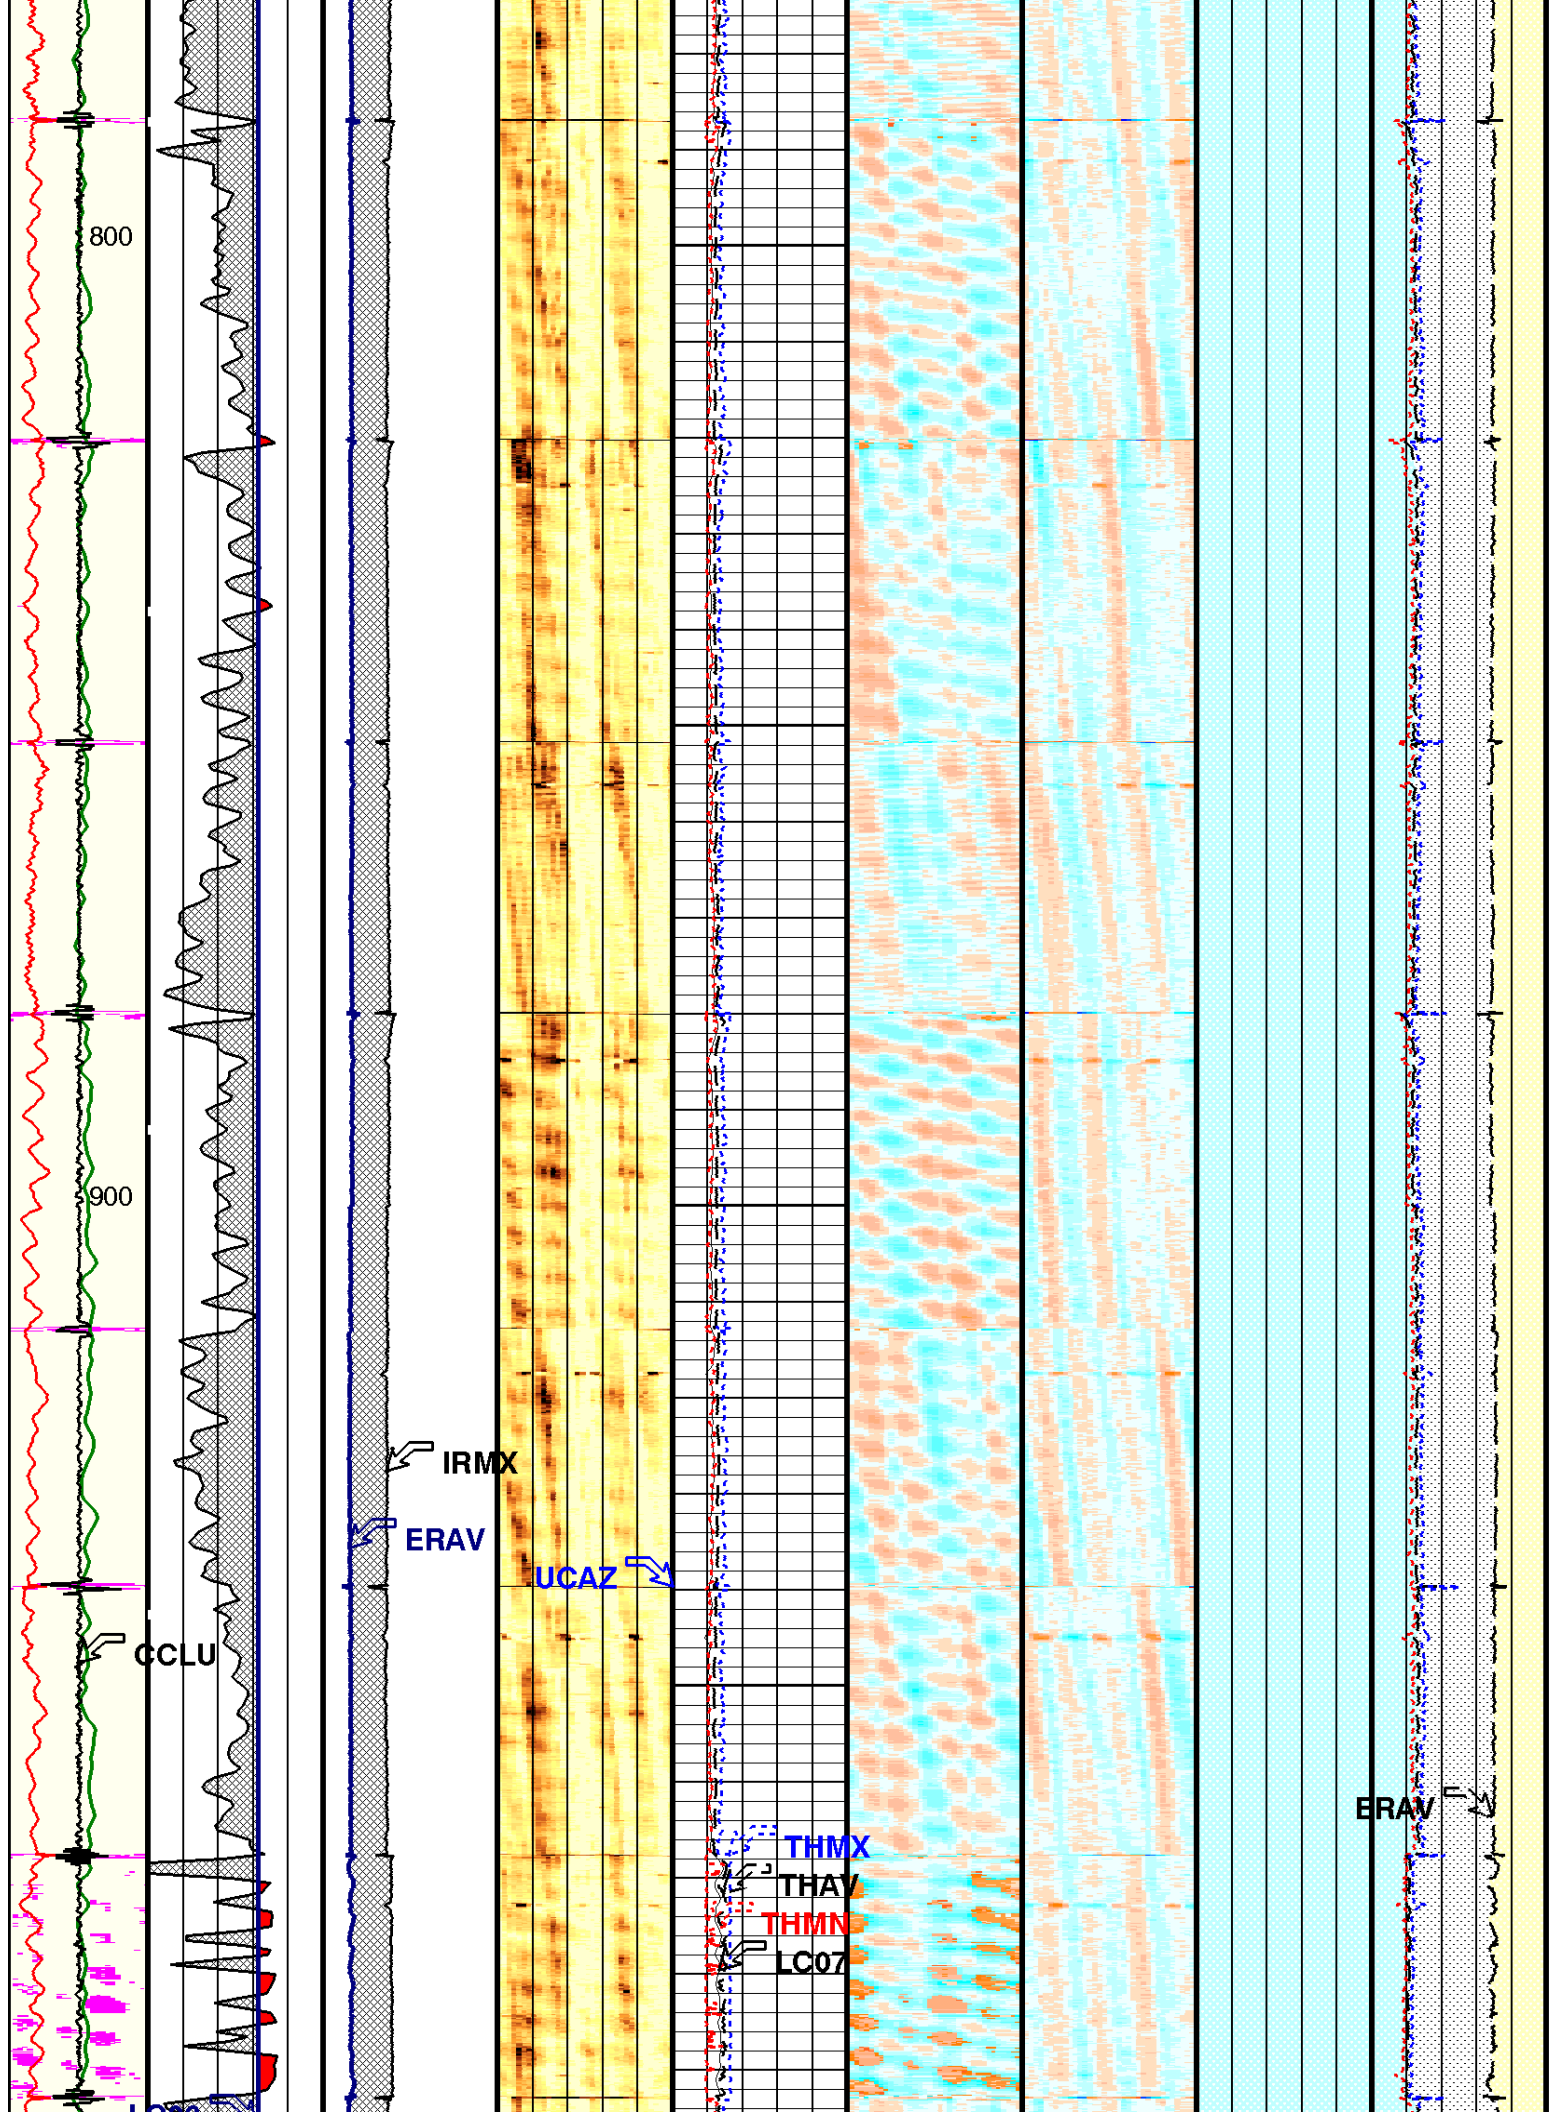 800
900
IRMX
ERAV
UCAZ
CCLU
ERAV
THMX
THAV
THMN
LC07